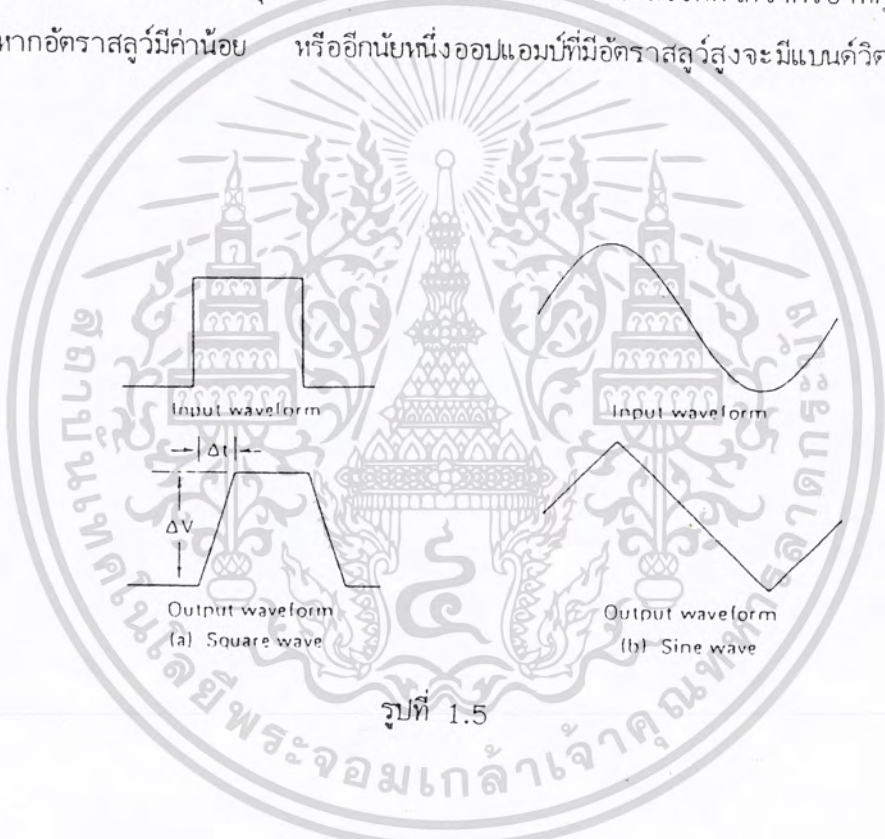 หากอัตราสลูว์มีค่าน้อย หรืออีกนัยหนึ่งออปแอมป์ที่มีอัตราสลูว์สูงจะมีแบนด์วิด
Input waveform
Δt
ΔV
Output waveform
(a) Square wave
Input waveform
Output waveform
(b) Sine wave
รูปที่ 1.5
สถาบันเทคโนโลยีพระจอมเกล้าเจ้าคุณทหารลาดกระบัง
๔